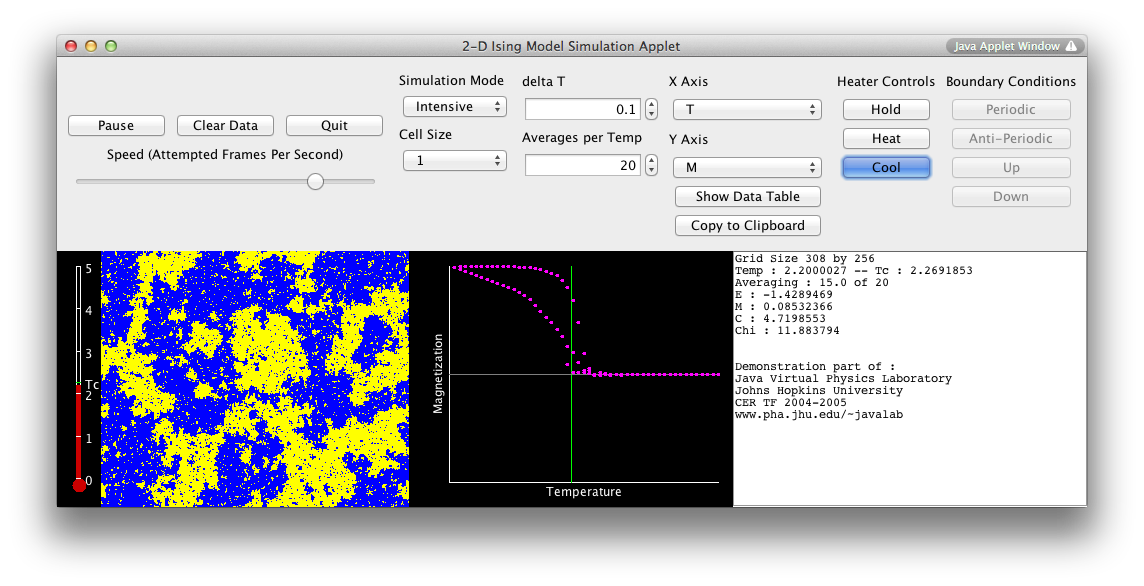 2-D Ising Model Simulation Applet
Java Applet Window
Pause
Clear Data
Quit
Speed (Attempted Frames Per Second)
Simulation Mode
Intensive
Cell Size
1
delta T
0.1
Averages per Temp
20
X Axis
T
Y Axis
M
Show Data Table
Copy to Clipboard
Heater Controls
Hold
Heat
Cool
Boundary Conditions
Periodic
Anti-Periodic
Up
Down
5
4
3
Tc
2
1
0
Magnetization
Temperature
Grid Size 308 by 256
Temp : 2.2000027 -- Tc : 2.2691853
Averaging : 15.0 of 20
E : -1.4289469
M : 0.08532366
C : 4.7198553
Chi : 11.883794
Demonstration part of :
Java Virtual Physics Laboratory
Johns Hopkins University
CER TF 2004-2005
www.pha.jhu.edu/~javalab